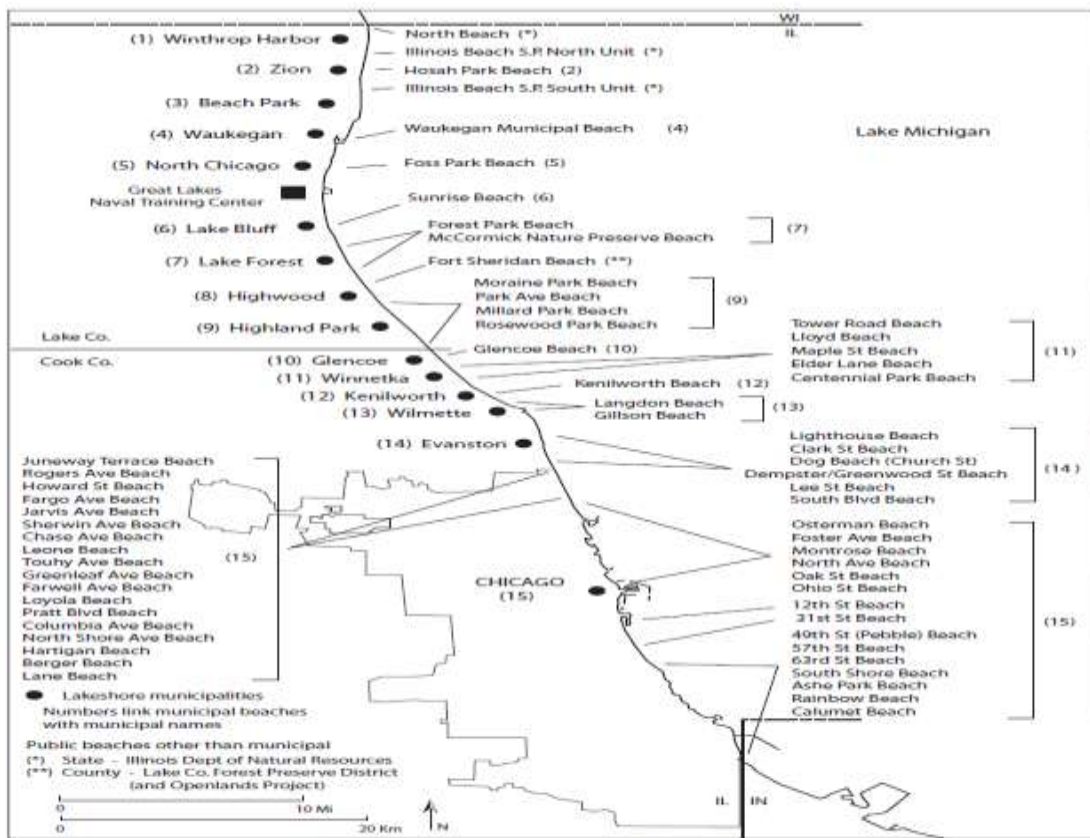 WI
IL
(1) Winthrop Harbor
(2) Zion
(3) Beach Park
(4) Waukegan
(5) North Chicago
Great Lakes
Naval Training Center
(6) Lake Bluff
(7) Lake Forest
(8) Highwood
(9) Highland Park
Lake Co.
Cook Co.
(10) Glencoe
(11) Winnetka
(12) Kenilworth
(13) Wilmette
(14) Evanston
CHICAGO
(15)
North Beach (*)
Illinois Beach S.P. North Unit (*)
Hosah Park Beach (2)
Illinois Beach S.P. South Unit (*)
Waukegan Municipal Beach (4)
Foss Park Beach (5)
Sunrise Beach (6)
Forest Park Beach
McCormick Nature Preserve Beach
(7)
Fort Sheridan Beach (**)
Moraine Park Beach
Park Ave Beach
Millard Park Beach
Rosewood Park Beach
(9)
Glencoe Beach (10)
Tower Road Beach
Lloyd Beach
Maple St Beach
Elder Lane Beach
Centennial Park Beach
(11)
Kenilworth Beach (12)
Langdon Beach
Gillson Beach
(13)
Lighthouse Beach
Clark St Beach
Dog Beach (Church St)
Dempster/Greenwood St Beach
Lee St Beach
South Blvd Beach
(14)
Osterman Beach
Foster Ave Beach
Montrose Beach
North Ave Beach
Oak St Beach
Ohio St Beach
12th St Beach
31st St Beach
49th St (Pebble) Beach
57th St Beach
63rd St Beach
South Shore Beach
Ashe Park Beach
Rainbow Beach
Calumet Beach
(15)
Lake Michigan
Juneway Terrace Beach
Rogers Ave Beach
Howard St Beach
Fargo Ave Beach
Jarvis Ave Beach
Sherwin Ave Beach
Chase Ave Beach
Leone Beach
Touhy Ave Beach
Greenleaf Ave Beach
Farwell Ave Beach
Loyola Beach
Pratt Blvd Beach
Columbia Ave Beach
North Shore Ave Beach
Hartigan Beach
Berger Beach
Lane Beach
(15)
Lakeshore municipalities
Numbers link municipal beaches
with municipal names
Public beaches other than municipal
(*) State - Illinois Dept of Natural Resources
(**) County - Lake Co. Forest Preserve District
(and Openlands Project)
0 10 Mi
0 20 Km
N
IL IN